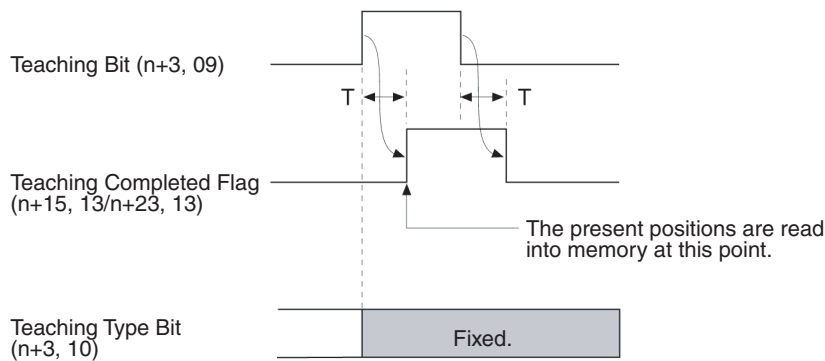 Teaching Bit (n+3, 09)
T
T
Teaching Completed Flag
(n+15, 13/n+23, 13)
The present positions are read
into memory at this point.
Teaching Type Bit
(n+3, 10)
Fixed.